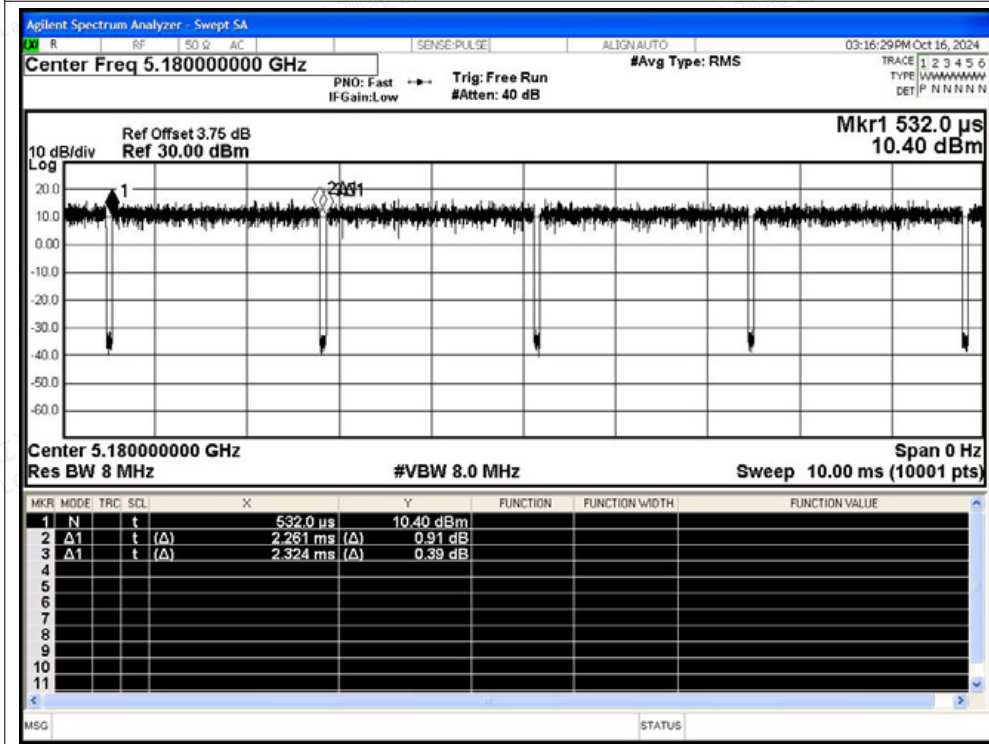 Agilent Spectrum Analyzer - Swept SA
R RF 50 Ω AC SENSE:PULSE ALIGN AUTO 03:16:29 PM Oct 16, 2024
Center Freq 5.180000000 GHz #Avg Type: RMS TRACE 1 2 3 4 5 6
PNO: Fast Trig: Free Run TYPE WWWWWW
IFGain:Low #Atten: 40 dB DET P N N N N N
Mkr1 532.0 µs
Ref Offset 3.75 dB
10 dB/div Ref 30.00 dBm 10.40 dBm
Log
20.0
1
10.0
0.00
-10.0
-20.0
-30.0
-40.0
-50.0
-60.0
Center 5.180000000 GHz Span 0 Hz
Res BW 8 MHz #VBW 8.0 MHz Sweep 10.00 ms (10001 pts)
MKR MODE TRC SCL X Y FUNCTION FUNCTION WIDTH FUNCTION VALUE
1 N t 532.0 µs 10.40 dBm
2 Δ1 t (Δ) 2.261 ms (Δ) 0.91 dB
3 Δ1 t (Δ) 2.324 ms (Δ) 0.39 dB
4
5
6
7
8
9
10
11
MSG STATUS